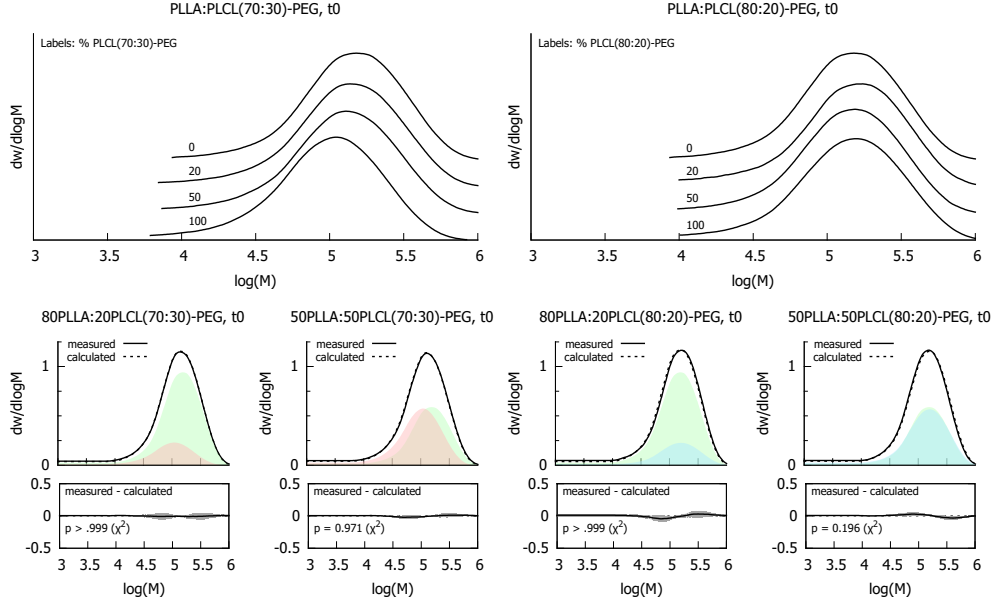 PLLA:PLCL(70:30)-PEG, t0
Labels: % PLCL(70:30)-PEG
dw/dlogM
0
20
50
100
3 3.5 4 4.5 5 5.5 6
log(M)
PLLA:PLCL(80:20)-PEG, t0
Labels: % PLCL(80:20)-PEG
dw/dlogM
0
20
50
100
3 3.5 4 4.5 5 5.5 6
log(M)
80PLLA:20PLCL(70:30)-PEG, t0
measured
calculated
dw/dlogM
1
0
0.5
measured - calculated
0
p > .999 (χ²)
-0.5
3 3.5 4 4.5 5 5.5 6
log(M)
50PLLA:50PLCL(70:30)-PEG, t0
measured
calculated
dw/dlogM
1
0
0.5
measured - calculated
0
p = 0.971 (χ²)
-0.5
3 3.5 4 4.5 5 5.5 6
log(M)
80PLLA:20PLCL(80:20)-PEG, t0
measured
calculated
dw/dlogM
1
0
0.5
measured - calculated
0
p > .999 (χ²)
-0.5
3 3.5 4 4.5 5 5.5 6
log(M)
50PLLA:50PLCL(80:20)-PEG, t0
measured
calculated
dw/dlogM
1
0
0.5
measured - calculated
0
p = 0.196 (χ²)
-0.5
3 3.5 4 4.5 5 5.5 6
log(M)